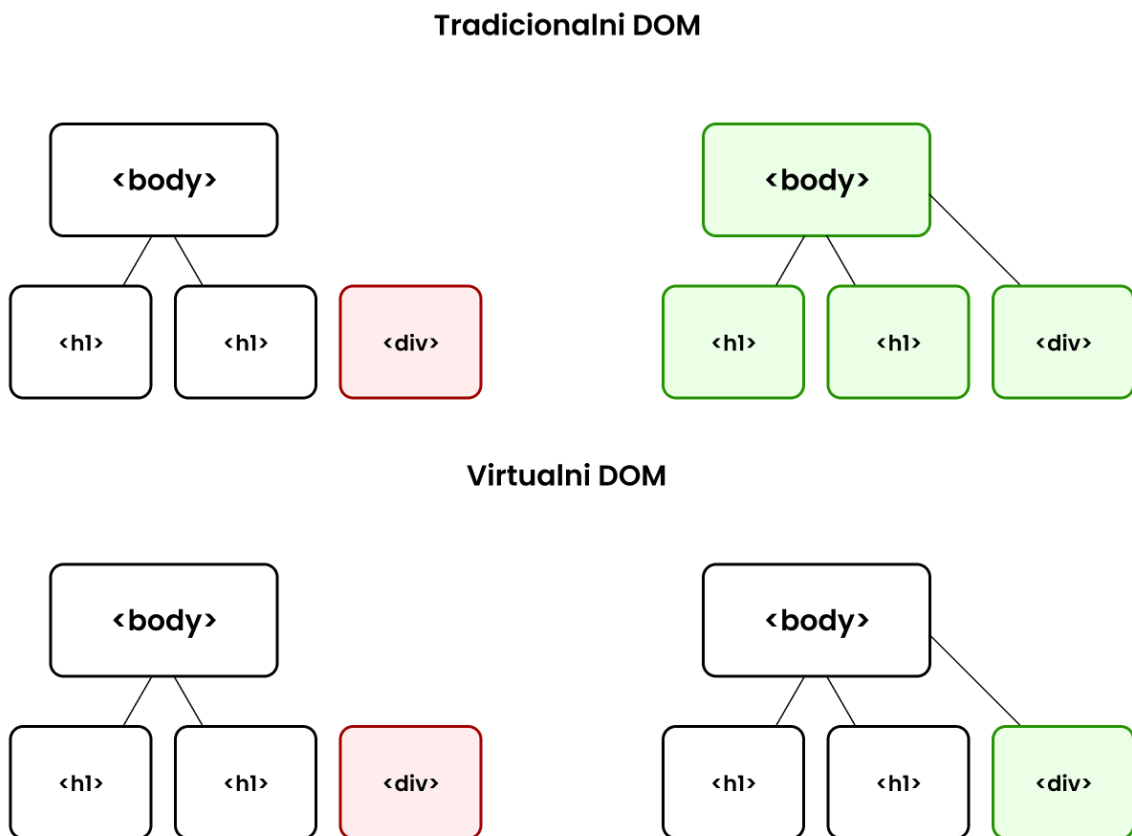 Tradicionalni DOM
<body> <body>
<h1> <h1> <div> <h1> <h1> <div>
Virtualni DOM
<body> <body>
<h1> <h1> <div> <h1> <h1> <div>